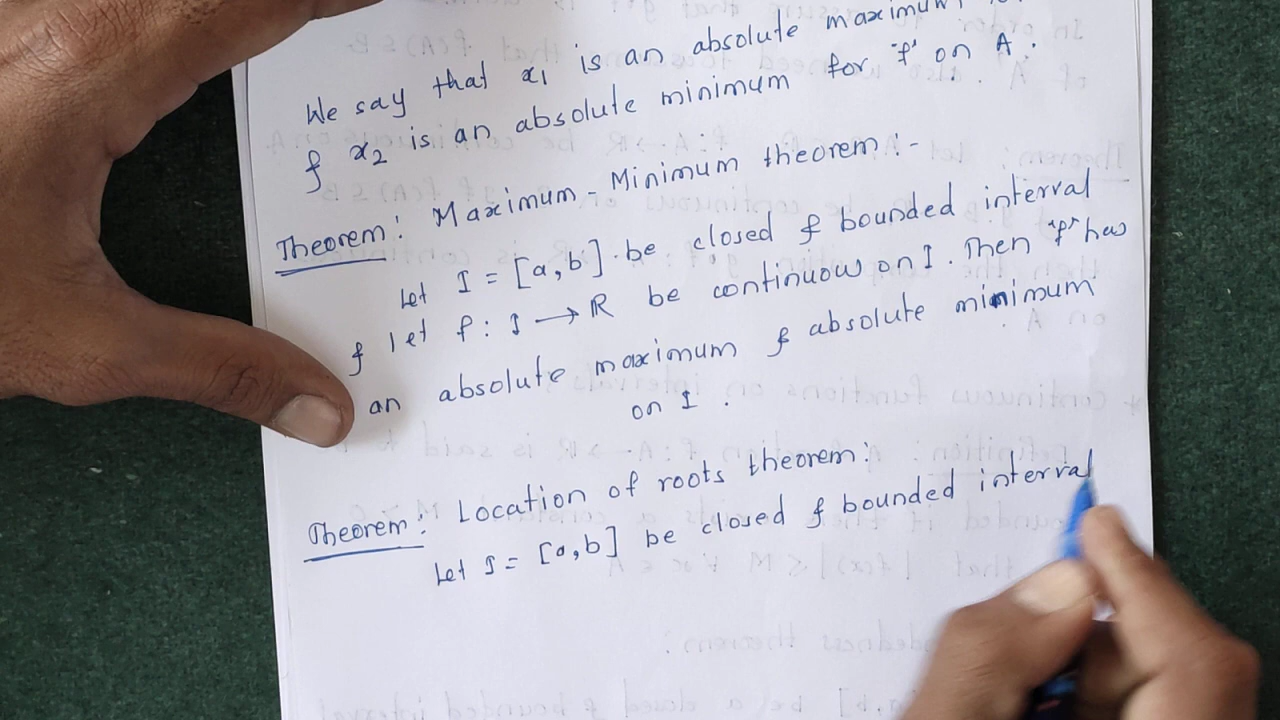 We say that x₁ is an absolute maximum
& x₂ is an absolute minimum for "f" on A.
Theorem: Maximum - Minimum theorem :-
Let I = [a, b] be closed & bounded interval
& let f : I → ℝ be continuous on I. Then "f" has
an absolute maximum & absolute minimum
on I.
Theorem: Location of roots theorem:
Let I = [a, b] be closed & bounded interval